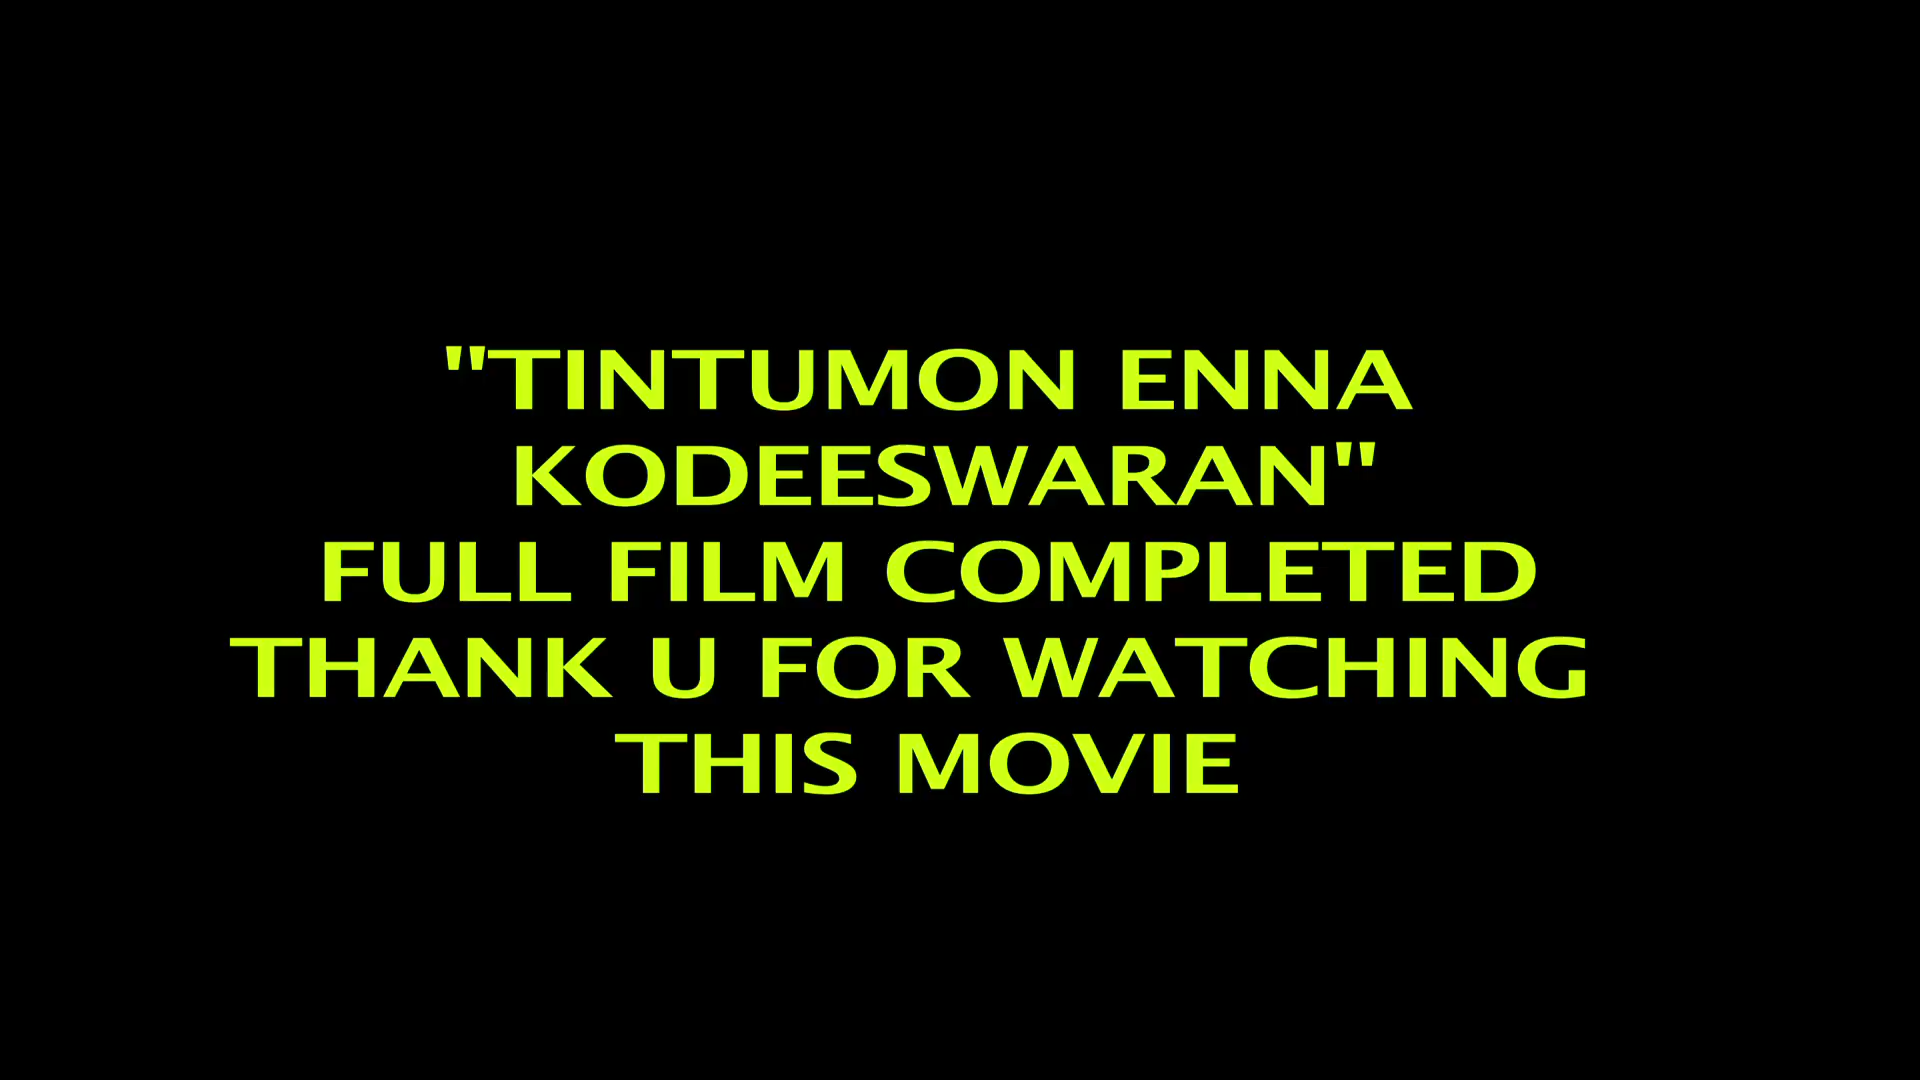 "TINTUMON ENNA
KODEESWARAN"
FULL FILM COMPLETED
THANK U FOR WATCHING
THIS MOVIE